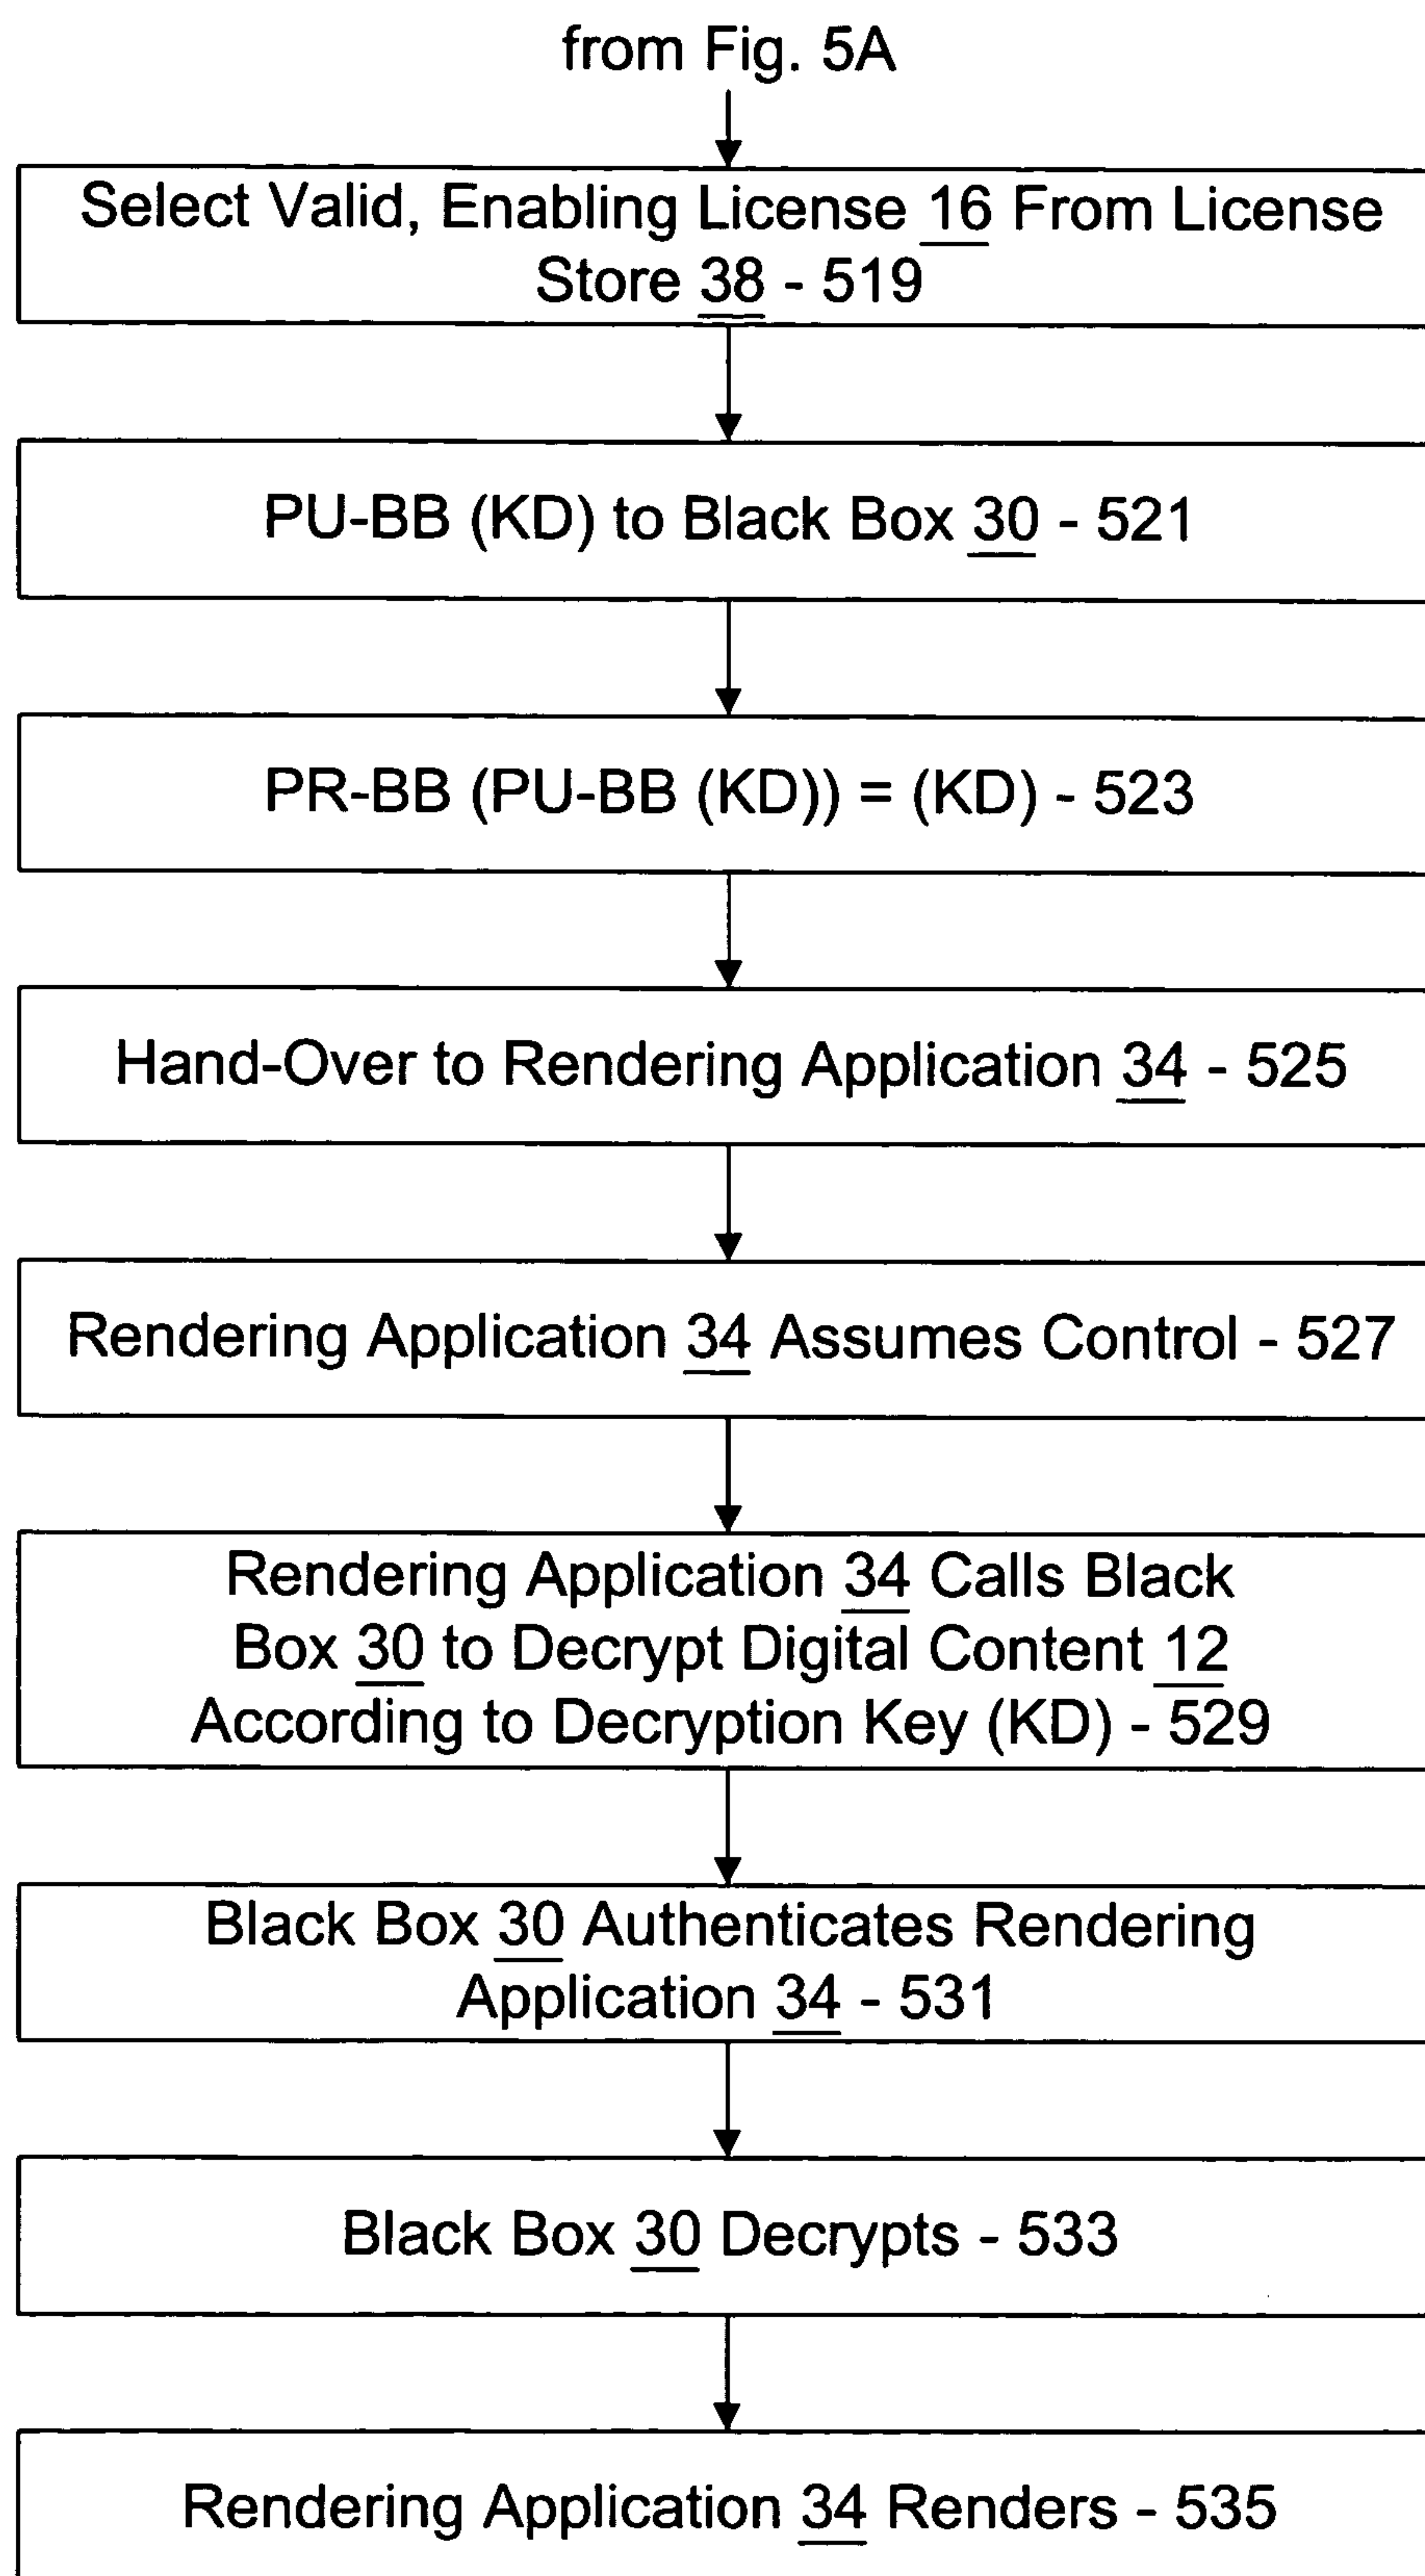 from Fig. 5A
Select Valid, Enabling License 16 From License
Store 38 - 519
PU-BB (KD) to Black Box 30 - 521
PR-BB (PU-BB (KD)) = (KD) - 523
Hand-Over to Rendering Application 34 - 525
Rendering Application 34 Assumes Control - 527
Rendering Application 34 Calls Black
Box 30 to Decrypt Digital Content 12
According to Decryption Key (KD) - 529
Black Box 30 Authenticates Rendering
Application 34 - 531
Black Box 30 Decrypts - 533
Rendering Application 34 Renders - 535